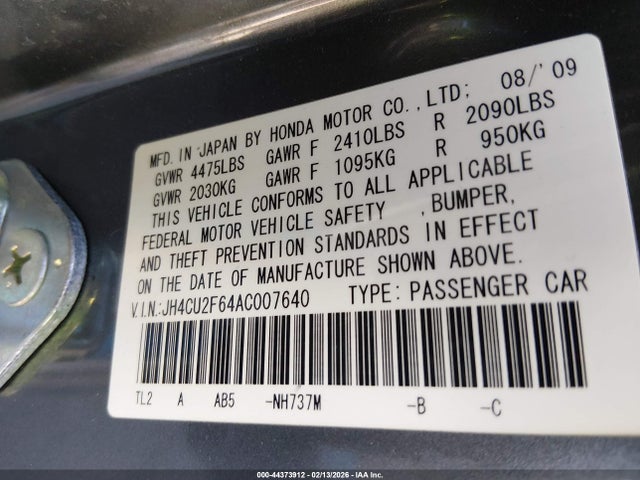 MFD. IN JAPAN BY HONDA MOTOR CO., LTD; 08/'09
GVWR 4475LBS GAWR F 2410LBS R 2090LBS
GVWR 2030KG GAWR F 1095KG R 950KG
THIS VEHICLE CONFORMS TO ALL APPLICABLE
FEDERAL MOTOR VEHICLE SAFETY , BUMPER,
AND THEFT PREVENTION STANDARDS IN EFFECT
ON THE DATE OF MANUFACTURE SHOWN ABOVE.
V.I.N.:JH4CU2F64AC007640 TYPE: PASSENGER CAR
TL2 A AB5 -NH737M -B -C
000-44373912 - 02/13/2026 - IAA Inc.